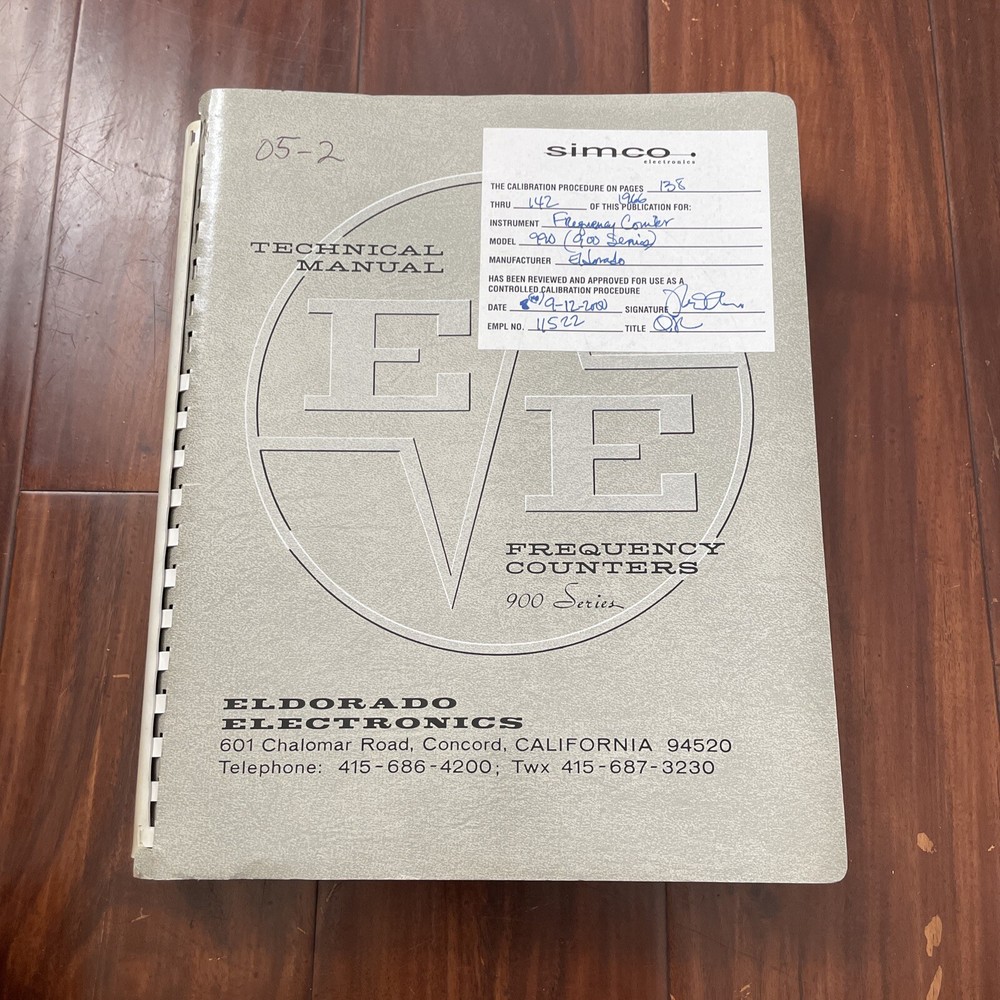 05-2
simco
electronics
THE CALIBRATION PROCEDURE ON PAGES 138
THRU 142 1966 OF THIS PUBLICATION FOR:
INSTRUMENT Frequency Counter
MODEL (900 Series)
MANUFACTURER Eldorado
HAS BEEN REVIEWED AND APPROVED FOR USE AS A
CONTROLLED CALIBRATION PROCEDURE
DATE 9-12-2000 SIGNATURE
EMPL NO. 11522 TITLE
TECHNICAL
MANUAL
E
E
FREQUENCY
COUNTERS
900 Series
ELDORADO
ELECTRONICS
601 Chalomar Road, Concord, CALIFORNIA 94520
Telephone: 415-686-4200; Twx 415-687-3230